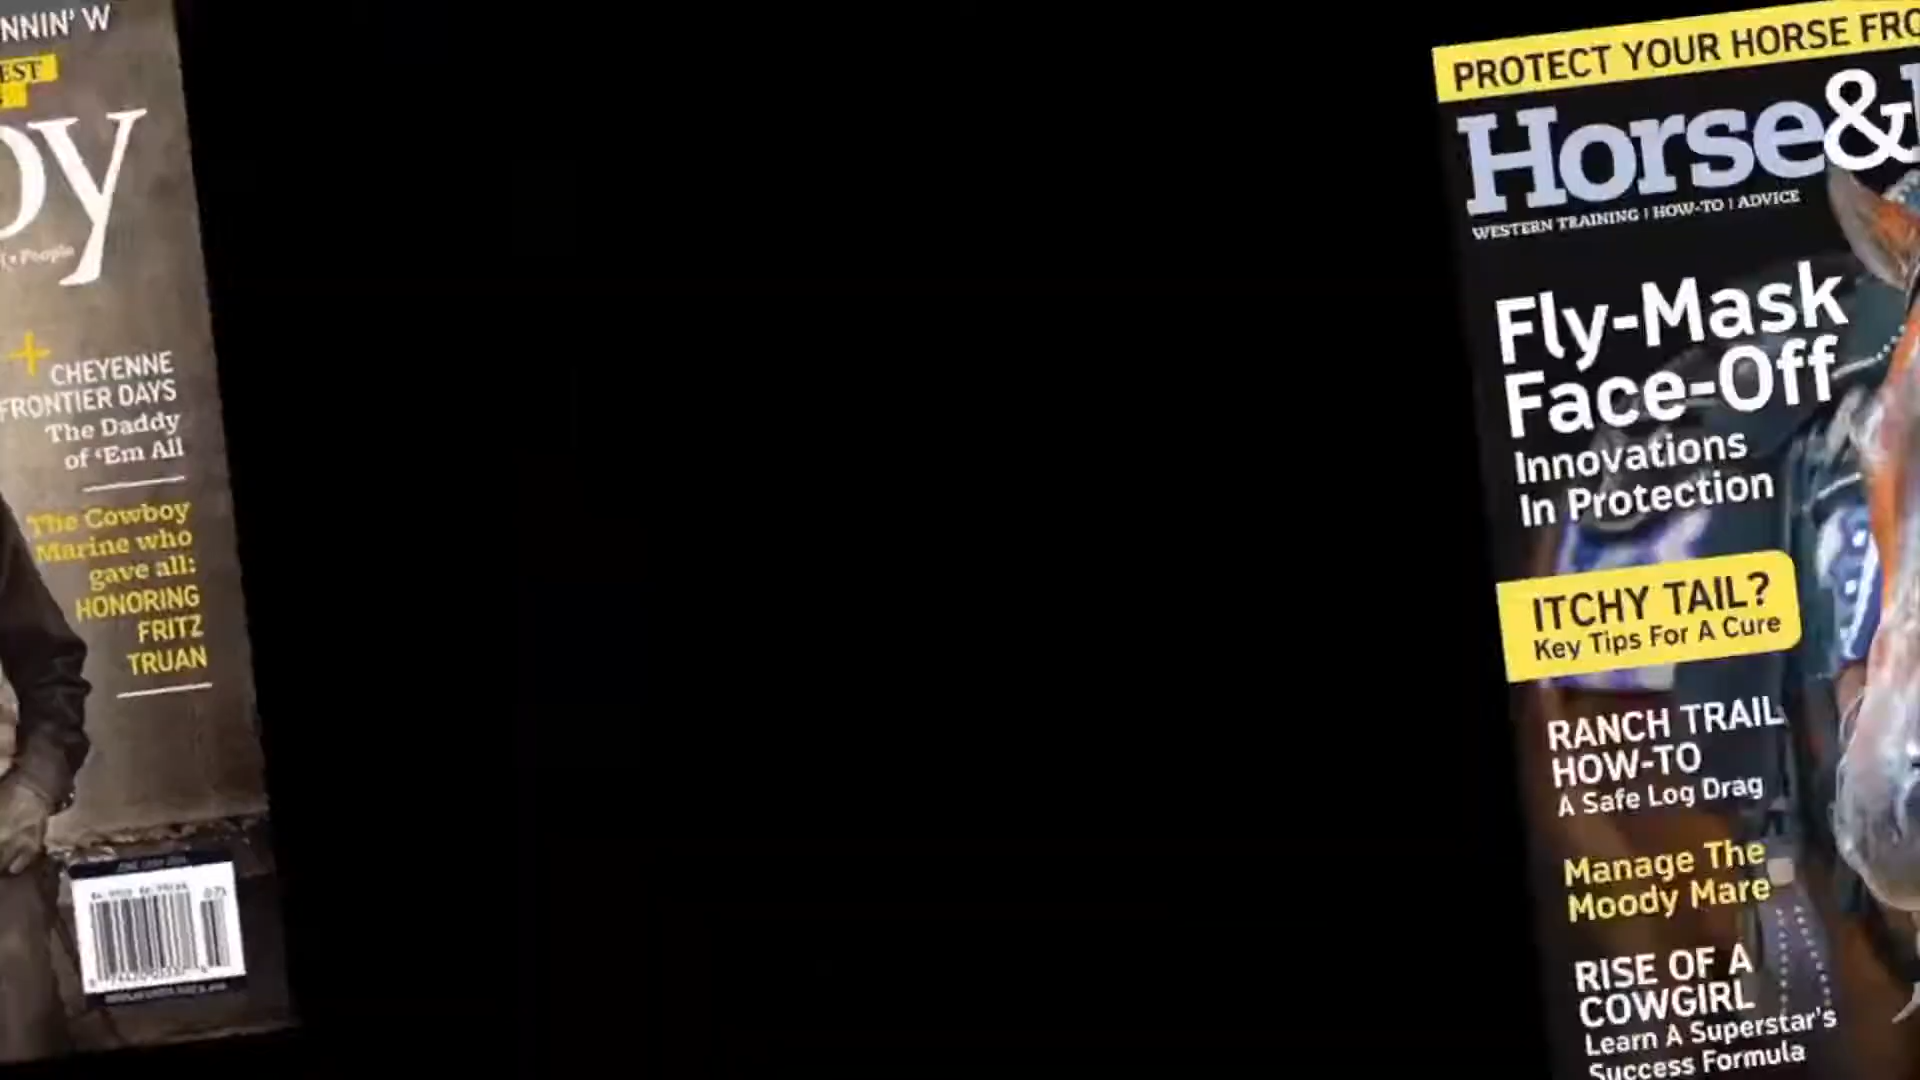 NNIN' W
EST
oy
• People
CHEYENNE
FRONTIER DAYS
The Daddy
of 'Em All
The Cowboy
Marine who
gave all:
HONORING
FRITZ
TRUAN
PROTECT YOUR HORSE FRO
Horse&
WESTERN TRAINING | HOW-TO | ADVICE
Fly-Mask
Face-Off
Innovations
In Protection
ITCHY TAIL?
Key Tips For A Cure
RANCH TRAIL
HOW-TO
A Safe Log Drag
Manage The
Moody Mare
RISE OF A
COWGIRL
Learn A Superstar's
Success Formula